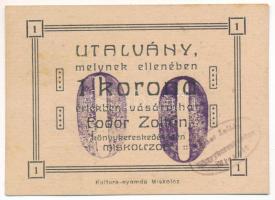 1 1
UTALVÁNY,
melynek ellenében
1 korona
értékben vásárolhat
Fodor Zoltán,
könyvkereskedésében
MISKOLCZON
1 1
Kultura-nyomda Miskolcz